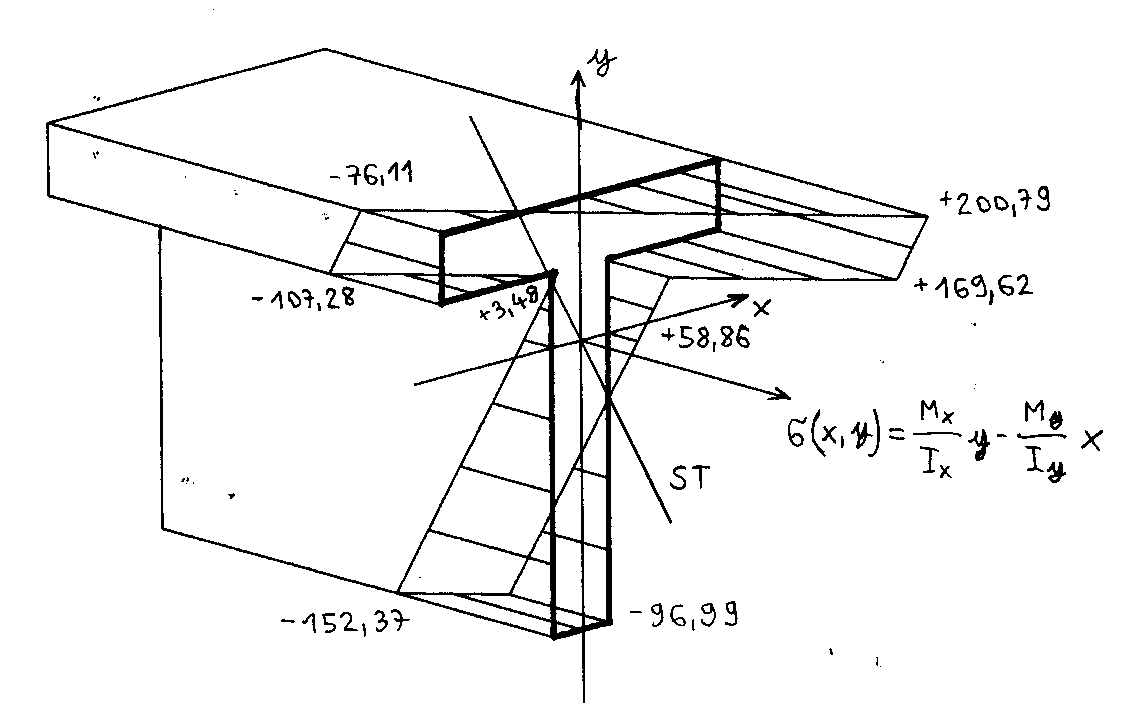 y
-76,11
+200,79
-107,28
+3,48
+169,62
x
+58,86
σ(x,y) = Mx/Ix y - My/Iy x
ST
-152,37
-96,99